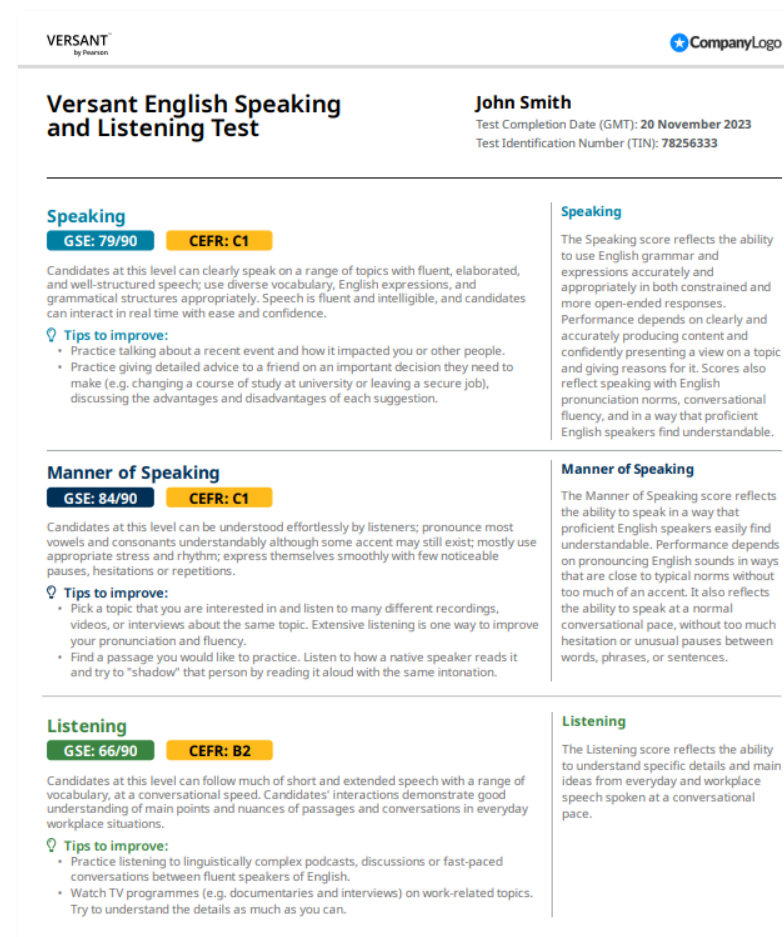 VERSANT
by Pearson
CompanyLogo
Versant English Speaking
and Listening Test
John Smith
Test Completion Date (GMT): 20 November 2023
Test Identification Number (TIN): 78256333
Speaking
GSE: 79/90 CEFR: C1
Candidates at this level can clearly speak on a range of topics with fluent, elaborated,
and well-structured speech; use diverse vocabulary, English expressions, and
grammatical structures appropriately. Speech is fluent and intelligible, and candidates
can interact in real time with ease and confidence.
Tips to improve:
• Practice talking about a recent event and how it impacted you or other people.
• Practice giving detailed advice to a friend on an important decision they need to
make (e.g. changing a course of study at university or leaving a secure job),
discussing the advantages and disadvantages of each suggestion.
Speaking
The Speaking score reflects the ability
to use English grammar and
expressions accurately and
appropriately in both constrained and
more open-ended responses.
Performance depends on clearly and
accurately producing content and
confidently presenting a view on a topic
and giving reasons for it. Scores also
reflect speaking with English
pronunciation norms, conversational
fluency, and in a way that proficient
English speakers find understandable.
Manner of Speaking
GSE: 84/90 CEFR: C1
Candidates at this level can be understood effortlessly by listeners; pronounce most
vowels and consonants understandably although some accent may still exist; mostly use
appropriate stress and rhythm; express themselves smoothly with few noticeable
pauses, hesitations or repetitions.
Tips to improve:
• Pick a topic that you are interested in and listen to many different recordings,
videos, or interviews about the same topic. Extensive listening is one way to improve
your pronunciation and fluency.
• Find a passage you would like to practice. Listen to how a native speaker reads it
and try to "shadow" that person by reading it aloud with the same intonation.
Manner of Speaking
The Manner of Speaking score reflects
the ability to speak in a way that
proficient English speakers easily find
understandable. Performance depends
on pronouncing English sounds in ways
that are close to typical norms without
too much of an accent. It also reflects
the ability to speak at a normal
conversational pace, without too much
hesitation or unusual pauses between
words, phrases, or sentences.
Listening
GSE: 66/90 CEFR: B2
Candidates at this level can follow much of short and extended speech with a range of
vocabulary, at a conversational speed. Candidates' interactions demonstrate good
understanding of main points and nuances of passages and conversations in everyday
workplace situations.
Tips to improve:
• Practice listening to linguistically complex podcasts, discussions or fast-paced
conversations between fluent speakers of English.
• Watch TV programmes (e.g. documentaries and interviews) on work-related topics.
Try to understand the details as much as you can.
Listening
The Listening score reflects the ability
to understand specific details and main
ideas from everyday and workplace
speech spoken at a conversational
pace.